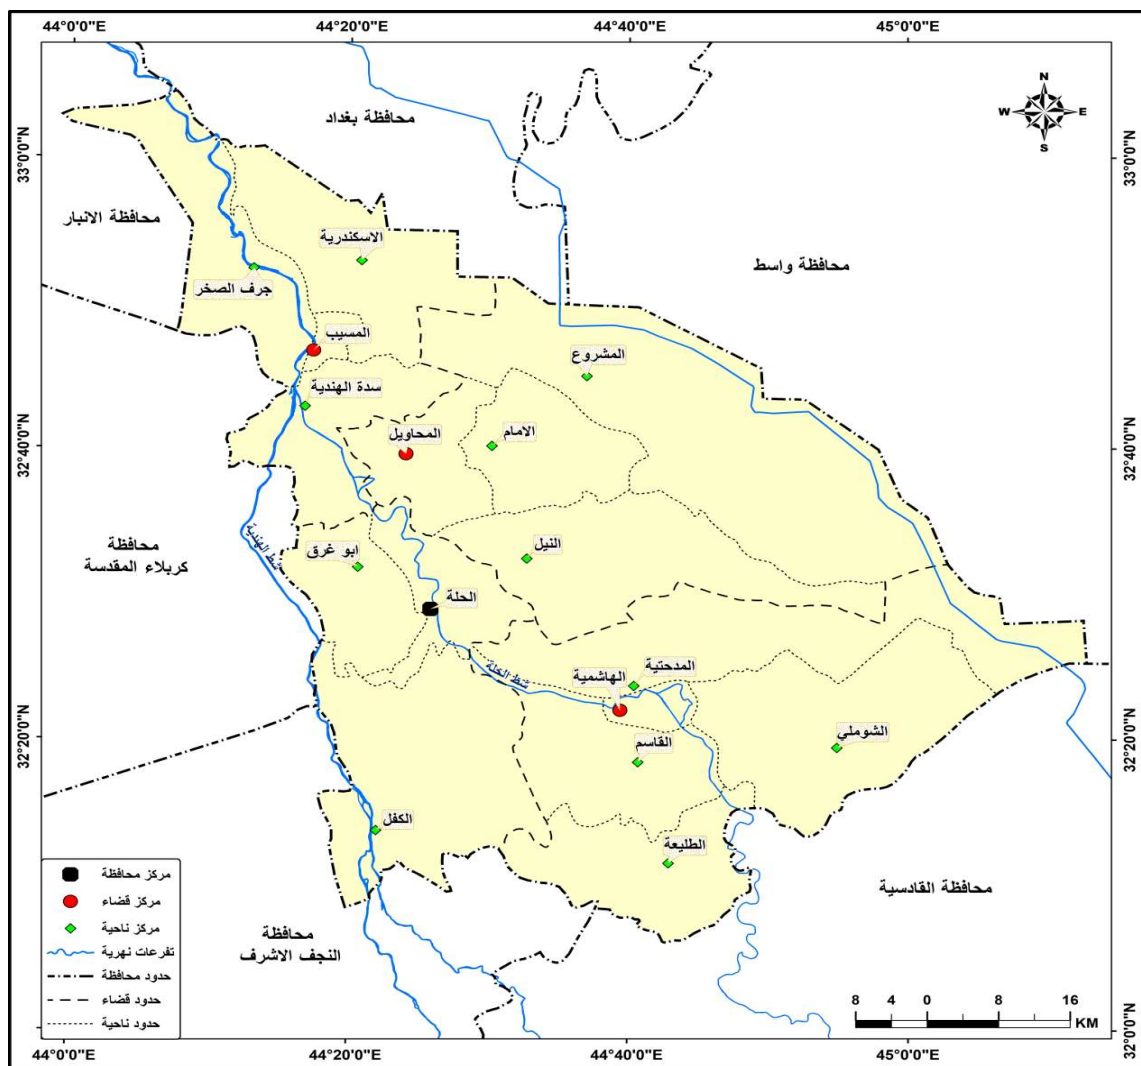 44°0'0"E
44°20'0"E
44°40'0"E
45°0'0"E
N
W
E
S
محافظة بغداد
33°0'0"N
33°0'0"N
محافظة الانبار
الاسكندرية
محافظة واسط
جرف الصخر
المسيب
المشروع
سدة الهندية
المحاويل
الامام
32°40'0"N
32°40'0"N
شط الهندية
محافظة
كربلاء المقدسة
ابو غرق
النيل
الحلة
شط الحلة
المدحتية
الهاشمية
32°20'0"N
32°20'0"N
القاسم
الشوملي
الكفل
الطليعة
محافظة القادسية
محافظة
النجف الاشرف
مركز محافظة
مركز قضاء
مركز ناحية
تفرعات نهرية
حدود محافظة
حدود قضاء
حدود ناحية
8 4 0 8 16
KM
32°0'0"N
44°0'0"E
44°20'0"E
44°40'0"E
45°0'0"E